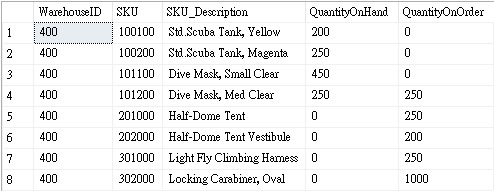 WarehouseID SKU SKU_Description QuantityOnHand QuantityOnOrder
1 400 100100 Std.Scuba Tank, Yellow 200 0
2 400 100200 Std.Scuba Tank, Magenta 250 0
3 400 101100 Dive Mask, Small Clear 450 0
4 400 101200 Dive Mask, Med Clear 250 250
5 400 201000 Half-Dome Tent 0 250
6 400 202000 Half-Dome Tent Vestibule 0 200
7 400 301000 Light Fly Climbing Harness 0 250
8 400 302000 Locking Carabiner, Oval 0 1000